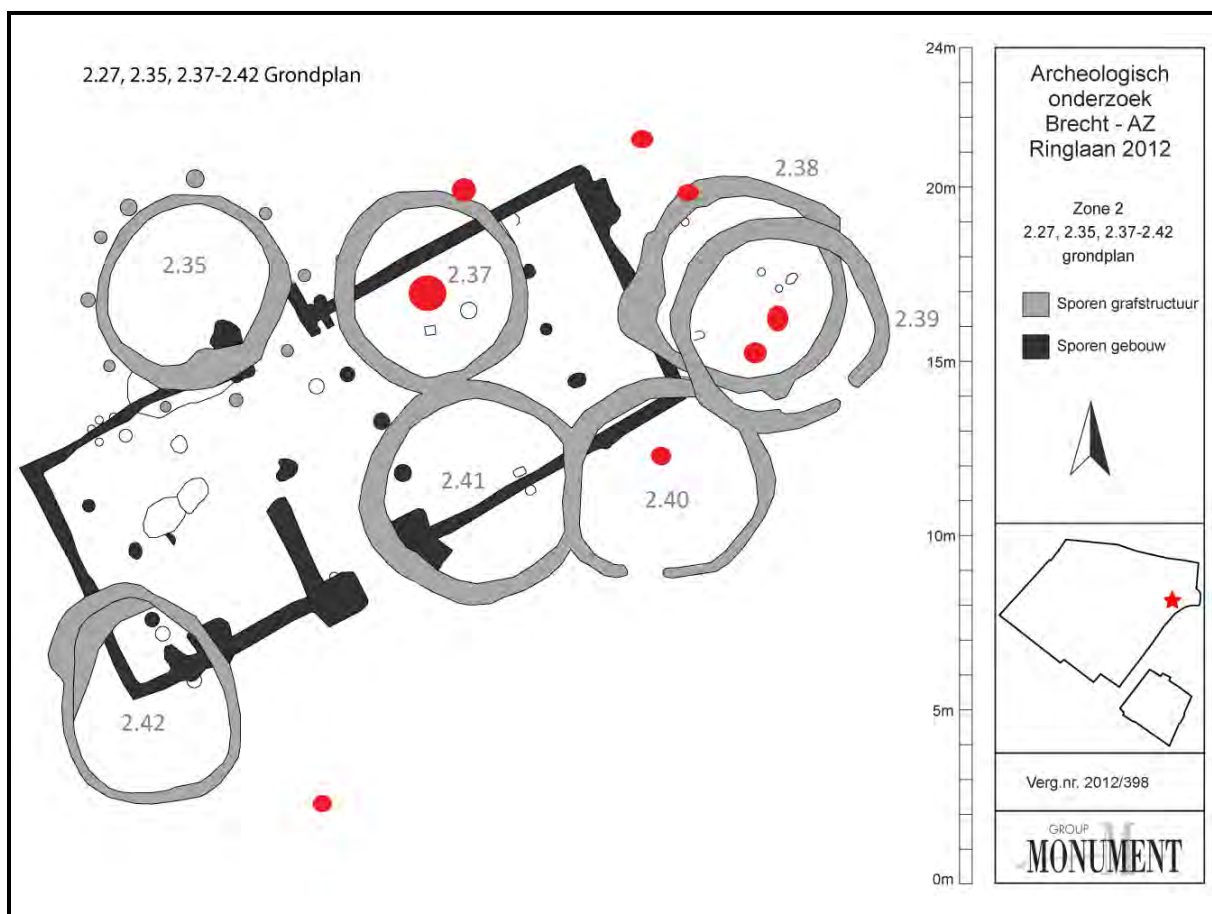 2.27, 2.35, 2.37-2.42 Grondplan
2.35
2.37
2.38
2.39
2.41
2.40
2.42
24m
20m
15m
10m
5m
0m
Archeologisch
onderzoek
Brecht - AZ
Ringlaan 2012
Zone 2
2.27, 2.35, 2.37-2.42
grondplan
Sporen grafstructuur
Sporen gebouw
Verg.nr. 2012/398
GROUP
MONUMENT